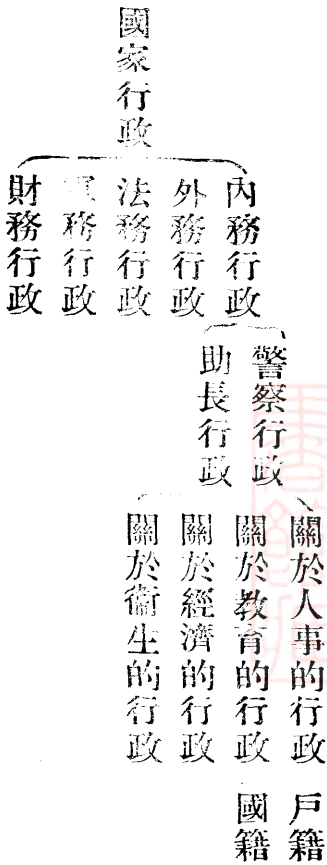 國家行政
內務行政
外務行政
法務行政
軍務行政
財務行政
警察行政
助長行政
關於人事的行政
戶籍
關於教育的行政
國籍
關於經濟的行政
關於衞生的行政